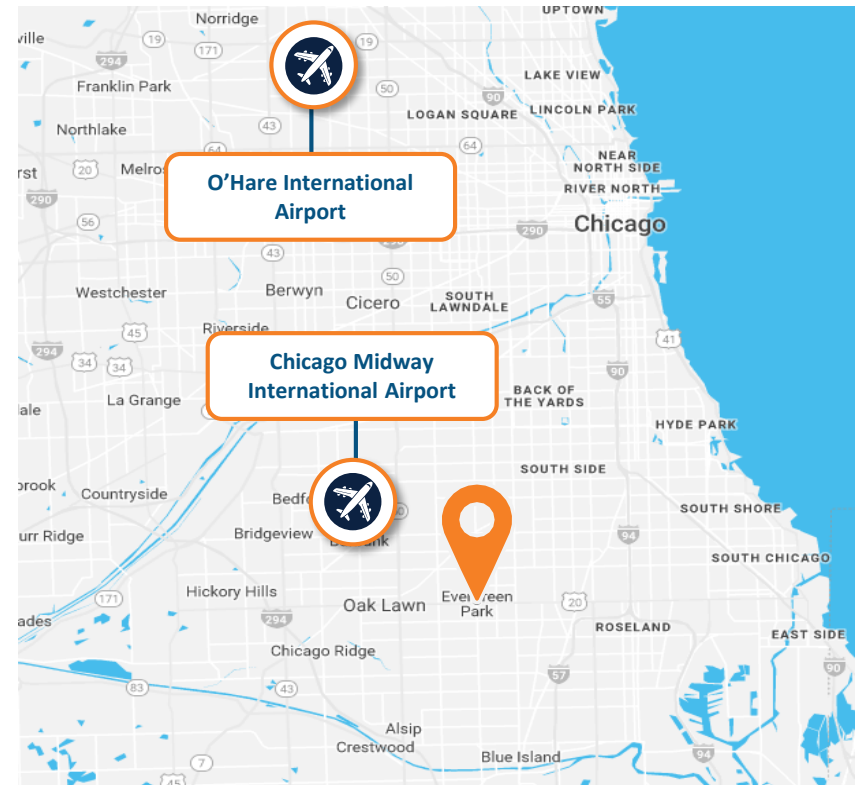 UPTOWN
Norridge
ville
19
19
171
294
LAKE VIEW
Franklin Park
50
90
LOGAN SQUARE
LINCOLN PARK
Northlake
43
64
64
NEAR
NORTH SIDE
rst
20
Melros
O'Hare International
Airport
RIVER NORTH
290
56
290
Chicago
43
50
Westchester
Berwyn
Cicero
SOUTH
LAWNDALE
55
45
Riverside
41
294
34
34
Chicago Midway
International Airport
90
BACK OF
THE YARDS
La Grange
ale
HYDE PARK
SOUTH SIDE
brook
Countryside
Bedf
SOUTH SHORE
urr Ridge
Bridgeview
nk
94
SOUTH CHICAGO
Hickory Hills
171
Oak Lawn
Evergreen
Park
20
ades
294
ROSELAND
EAST SIDE
Chicago Ridge
90
57
83
43
Alsip
Crestwood
Blue Island
94
7
45